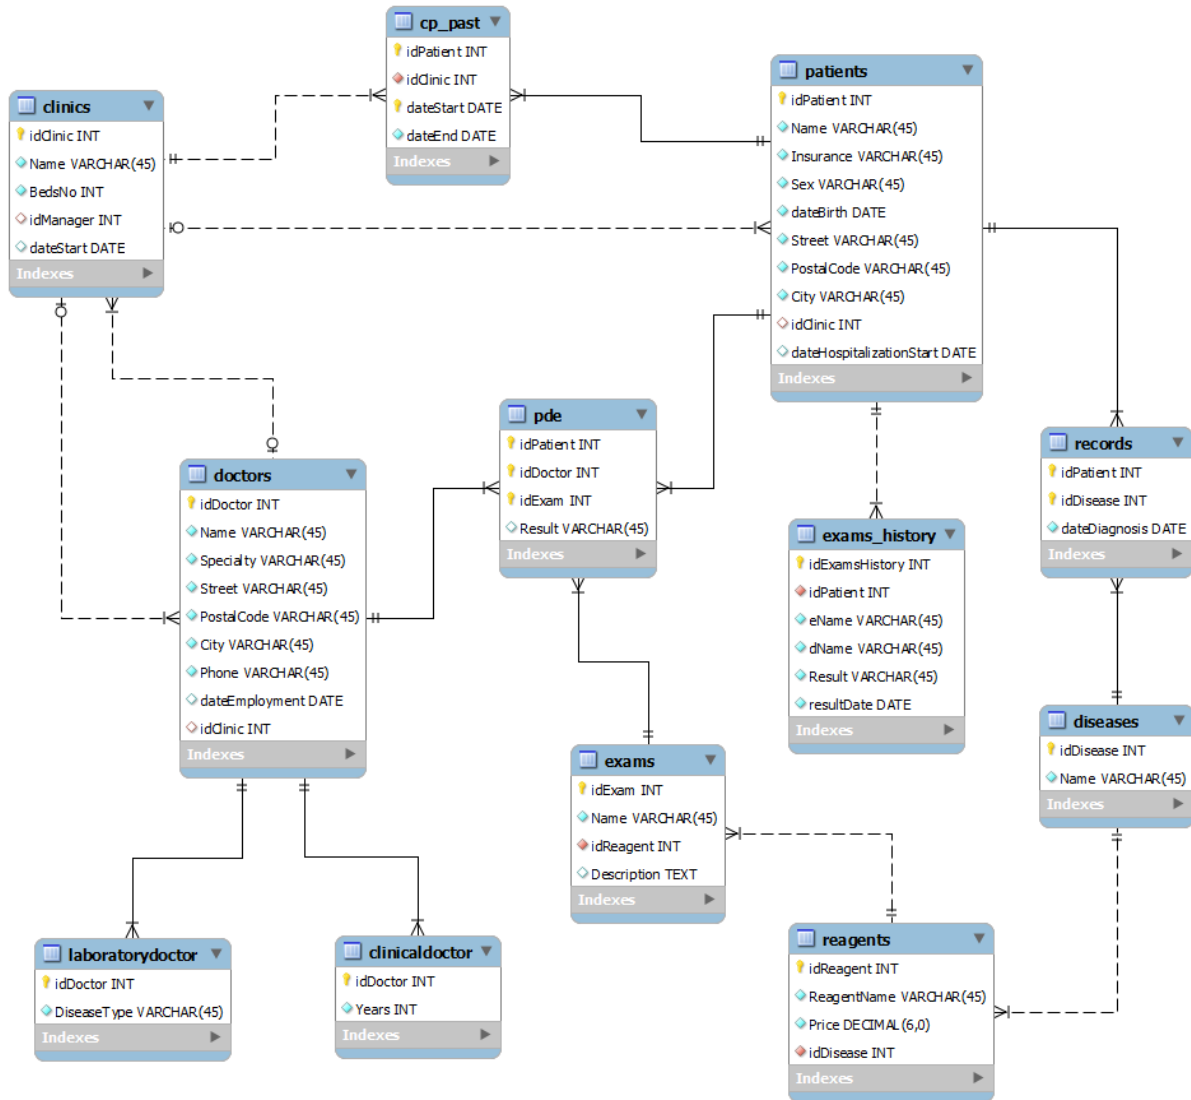 cp_past
idPatient INT
idClinic INT
dateStart DATE
dateEnd DATE
Indexes
patients
idPatient INT
Name VARCHAR(45)
Insurance VARCHAR(45)
Sex VARCHAR(45)
dateBirth DATE
Street VARCHAR(45)
PostalCode VARCHAR(45)
City VARCHAR(45)
idClinic INT
dateHospitalizationStart DATE
Indexes
clinics
idClinic INT
Name VARCHAR(45)
BedsNo INT
idManager INT
dateStart DATE
Indexes
pde
idPatient INT
idDoctor INT
idExam INT
Result VARCHAR(45)
Indexes
records
idPatient INT
idDisease INT
dateDiagnosis DATE
Indexes
doctors
idDoctor INT
Name VARCHAR(45)
Specialty VARCHAR(45)
Street VARCHAR(45)
PostalCode VARCHAR(45)
City VARCHAR(45)
Phone VARCHAR(45)
dateEmployment DATE
idClinic INT
Indexes
exams_history
idExamsHistory INT
idPatient INT
eName VARCHAR(45)
dName VARCHAR(45)
Result VARCHAR(45)
resultDate DATE
Indexes
diseases
idDisease INT
Name VARCHAR(45)
Indexes
exams
idExam INT
Name VARCHAR(45)
idReagent INT
Description TEXT
Indexes
laboratorydoctor
idDoctor INT
DiseaseType VARCHAR(45)
Indexes
clinicaldoctor
idDoctor INT
Years INT
Indexes
reagents
idReagent INT
ReagentName VARCHAR(45)
Price DECIMAL(6,0)
idDisease INT
Indexes